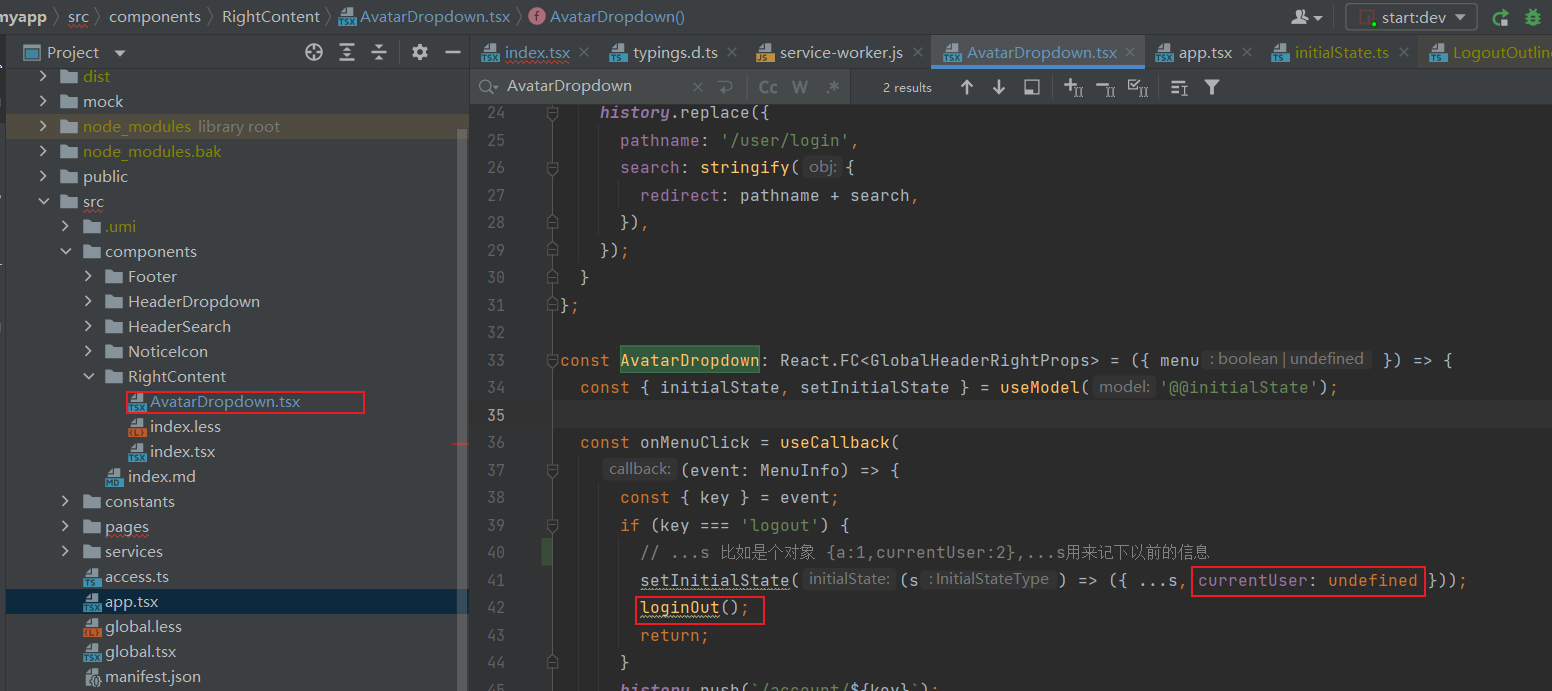 myapp src components RightContent AvatarDropdown.tsx f AvatarDropdown() start:dev
Project index.tsx typings.d.ts service-worker.js AvatarDropdown.tsx app.tsx initialState.ts
AvatarDropdown Cc W .* 2 results
dist
mock
node_modules library root
node_modules.bak
public
src
.umi
components
Footer
HeaderDropdown
HeaderSearch
NoticeIcon
RightContent
AvatarDropdown.tsx
index.less
index.tsx
index.md
constants
pages
services
access.ts
app.tsx
global.less
global.tsx
manifest.json
24 history.replace({
25 pathname: '/user/login',
26 search: stringify( obj: {
27 redirect: pathname + search,
28 }),
29 });
30 }
31 };
32
33 const AvatarDropdown: React.FC<GlobalHeaderRightProps> = ({ menu : boolean | undefined }) => {
34 const { initialState, setInitialState } = useModel( model: '@@initialState');
35
36 const onMenuClick = useCallback(
37 callback: (event: MenuInfo) => {
38 const { key } = event;
39 if (key === 'logout') {
40 // ...s 比如是个对象 {a:1,currentUser:2},...s用来记下以前的信息
41 setInitialState( initialState: (s : InitialStateType ) => ({ ...s, currentUser: undefined }));
42 loginOut();
43 return;
44 }
45 history.push(`/account/${key}`);